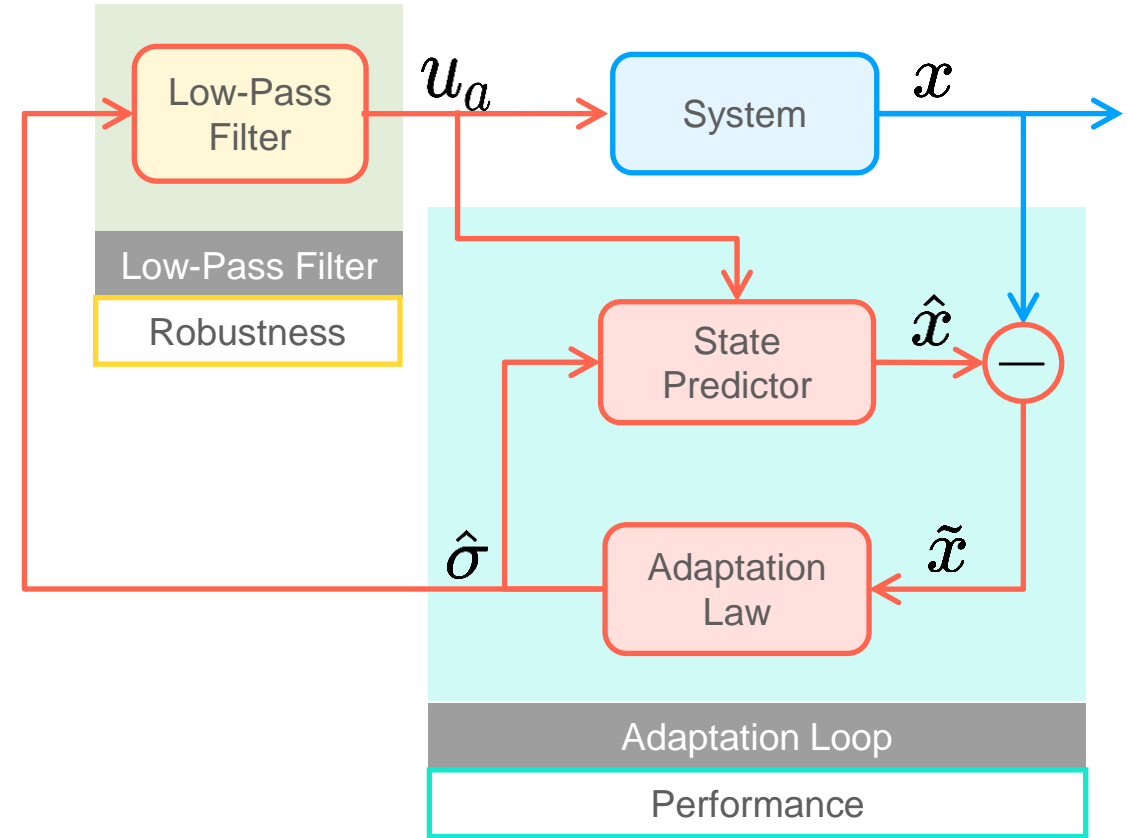 Low-Pass
Filter
u_a
System
x
Low-Pass Filter
Robustness
State
Predictor
x̂
—
σ̂
Adaptation
Law
x̃
Adaptation Loop
Performance